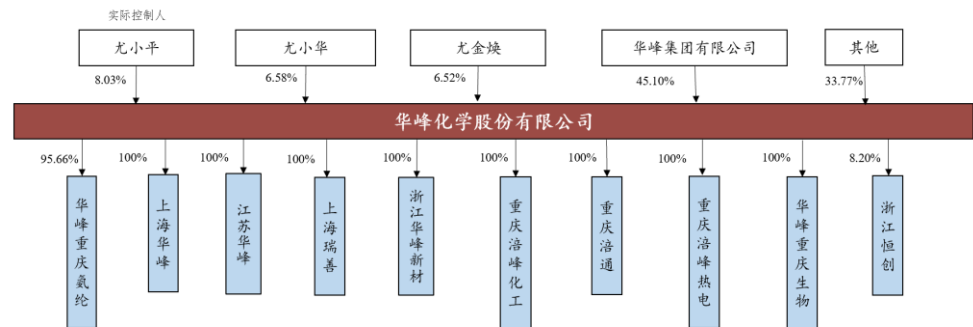 实际控制人
尤小平
尤小华
尤金焕
华峰集团有限公司
其他
8.03%
6.58%
6.52%
45.10%
33.77%
华峰化学股份有限公司
95.66%
100%
100%
100%
100%
100%
100%
100%
100%
8.20%
华峰重庆氨纶
上海华峰
江苏华峰
上海瑞善
浙江华峰新材
重庆涪峰化工
重庆涪通
重庆涪峰热电
华峰重庆生物
浙江恒创